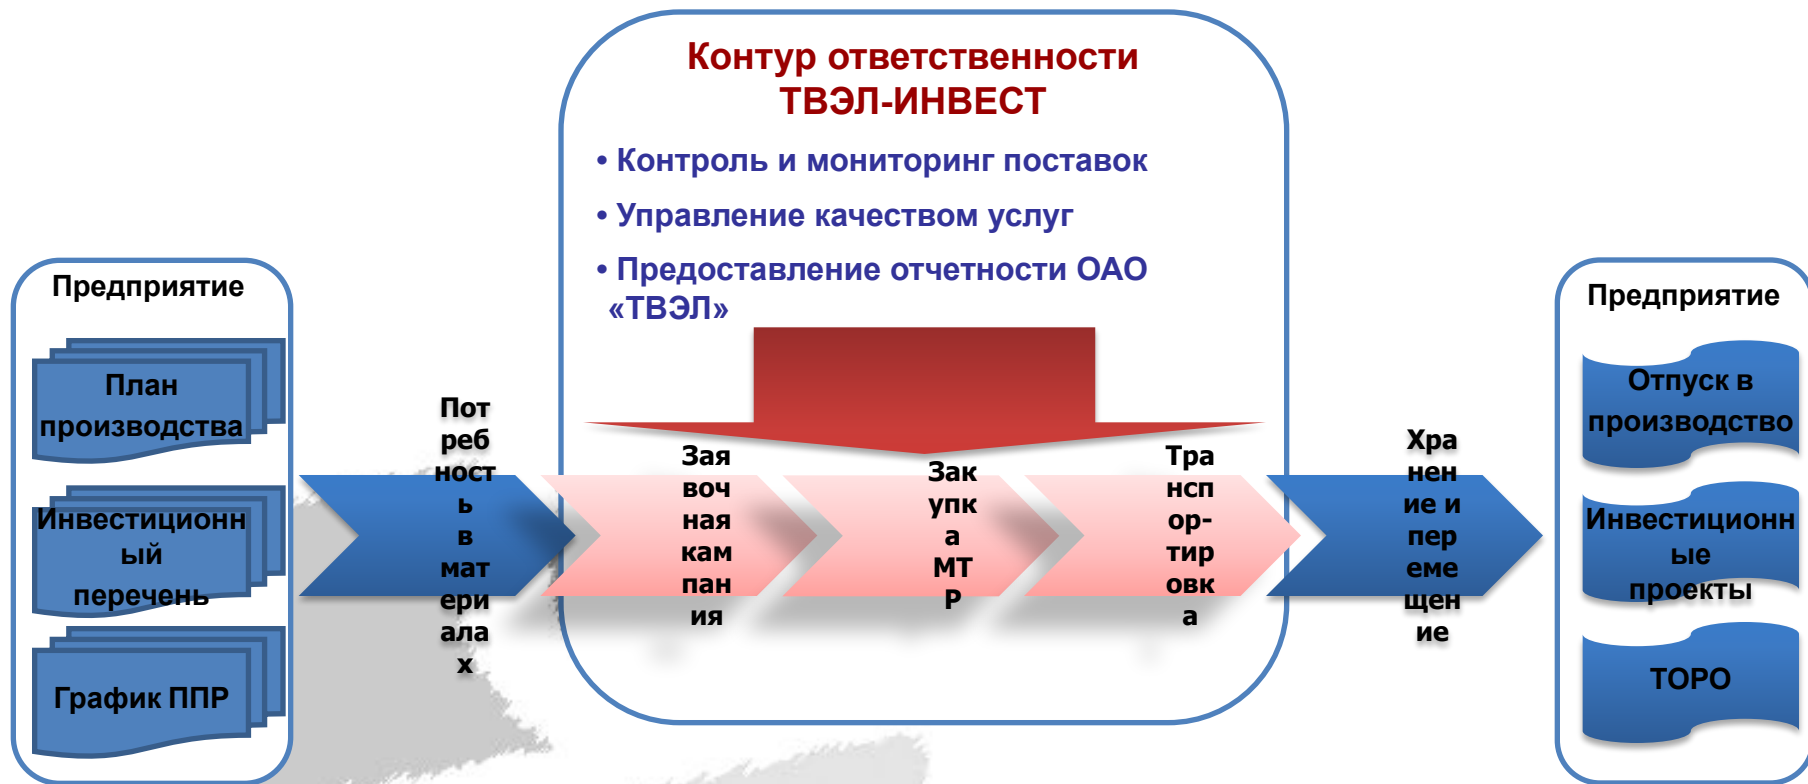 Контур ответственности
ТВЭЛ-ИНВЕСТ
• Контроль и мониторинг поставок
• Управление качеством услуг
• Предоставление отчетности ОАО
«ТВЭЛ»
Предприятие
План
производства
Инвестиционн
ый
перечень
График ППР
Пот
реб
ност
ь
в
мат
ери
ала
х
Зая
воч
ная
кам
пан
ия
Зак
упк
а
МТ
Р
Тра
нсп
ор-
тир
овк
а
Хра
нен
ие и
пер
еме
щен
ие
Предприятие
Отпуск в
производство
Инвестиционн
ые
проекты
ТОРО